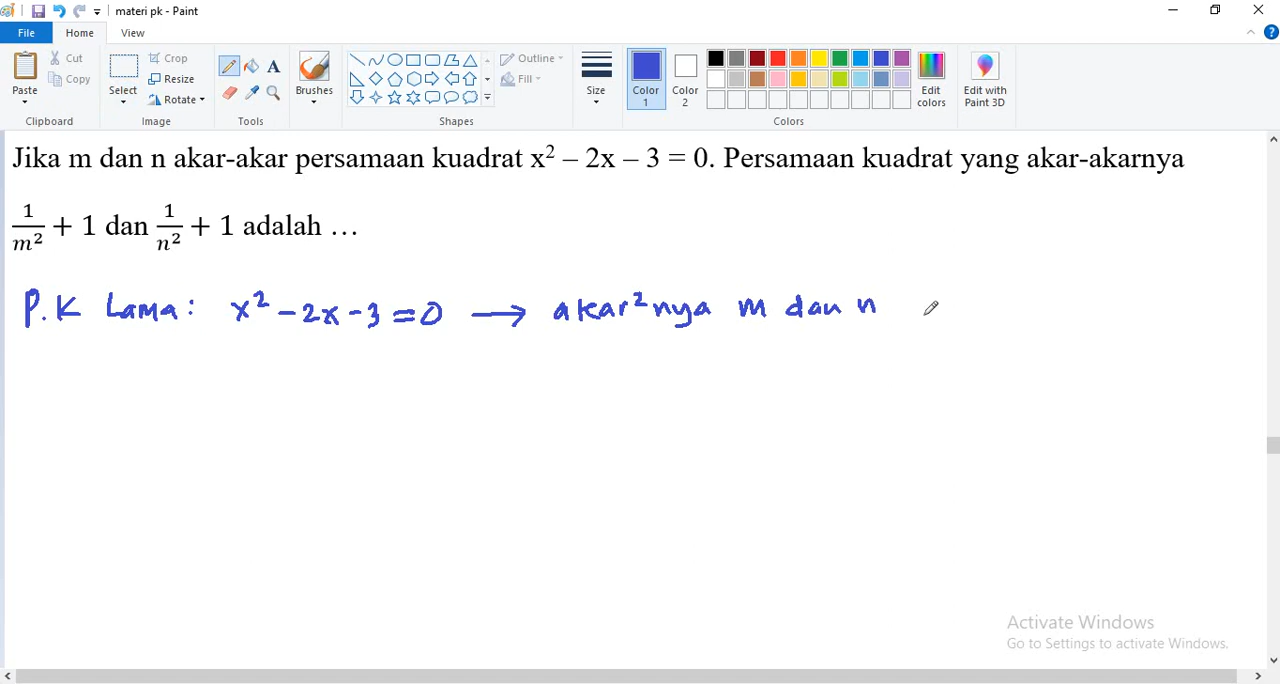 materi pk - Paint
File Home View
Paste Cut Copy Select Crop Resize Rotate A Brushes Outline Fill Size Color 1 Color 2 Edit colors Edit with Paint 3D
Clipboard Image Tools Shapes Colors
Jika m dan n akar-akar persamaan kuadrat x² – 2x – 3 = 0. Persamaan kuadrat yang akar-akarnya
1/m² + 1 dan 1/n² + 1 adalah …
P.K Lama: x² - 2x - 3 = 0 → akar²nya m dan n
Activate Windows
Go to Settings to activate Windows.